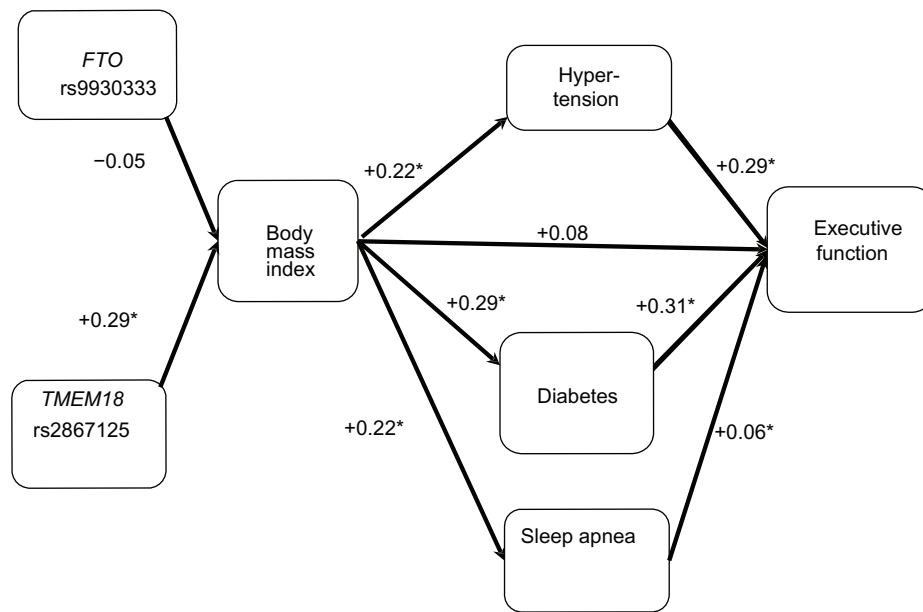 FTO
rs9930333
−0.05
Hyper-
tension
+0.22*
+0.29*
Body
mass
index
+0.08
Executive
function
+0.29*
+0.29*
+0.31*
TMEM18
rs2867125
Diabetes
+0.22*
+0.06*
Sleep apnea